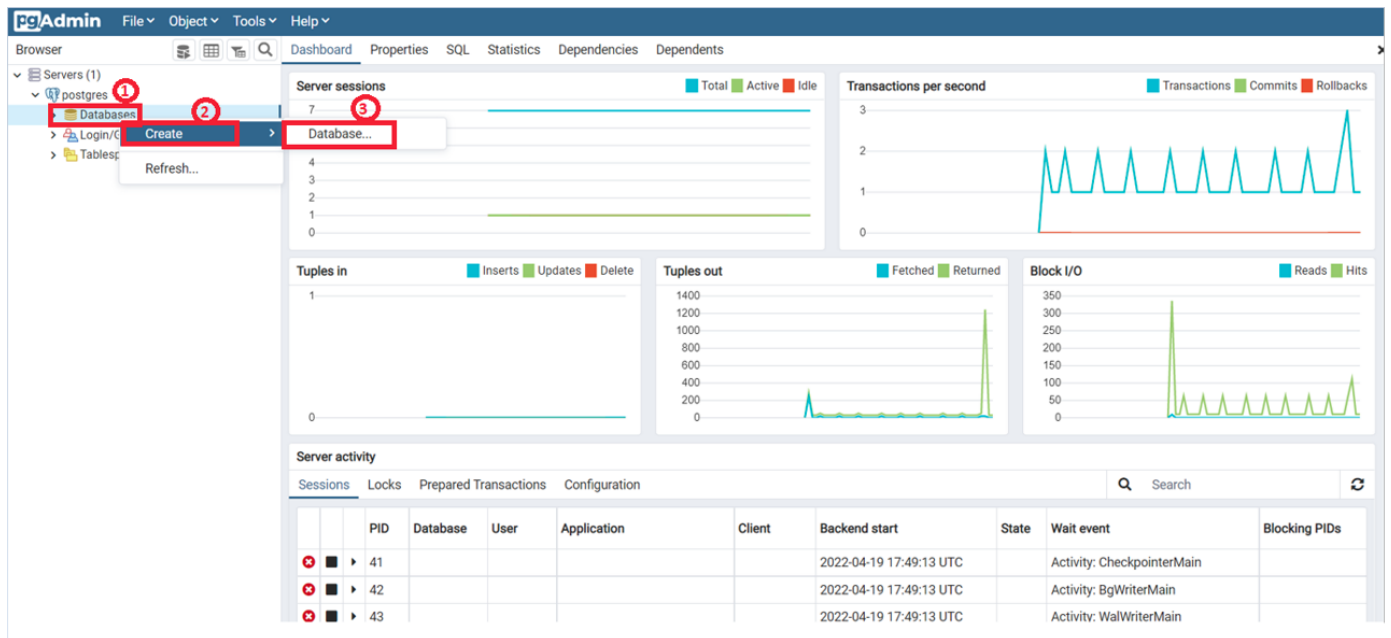 pgAdmin File Object Tools Help
Browser Dashboard Properties SQL Statistics Dependencies Dependents
Servers (1)
postgres 1
Databases 2
Login/G Create
Tablesp
Refresh...
3
Database...
Server sessions Total Active Idle
7
4
3
2
1
0
Transactions per second Transactions Commits Rollbacks
3
2
1
0
Tuples in Inserts Updates Delete
1
0
Tuples out Fetched Returned
1400
1200
1000
800
600
400
200
0
Block I/O Reads Hits
350
300
250
200
150
100
50
0
Server activity
Sessions Locks Prepared Transactions Configuration Search
PID Database User Application Client Backend start State Wait event Blocking PIDs
41 2022-04-19 17:49:13 UTC Activity: CheckpointerMain
42 2022-04-19 17:49:13 UTC Activity: BgWriterMain
43 2022-04-19 17:49:13 UTC Activity: WalWriterMain